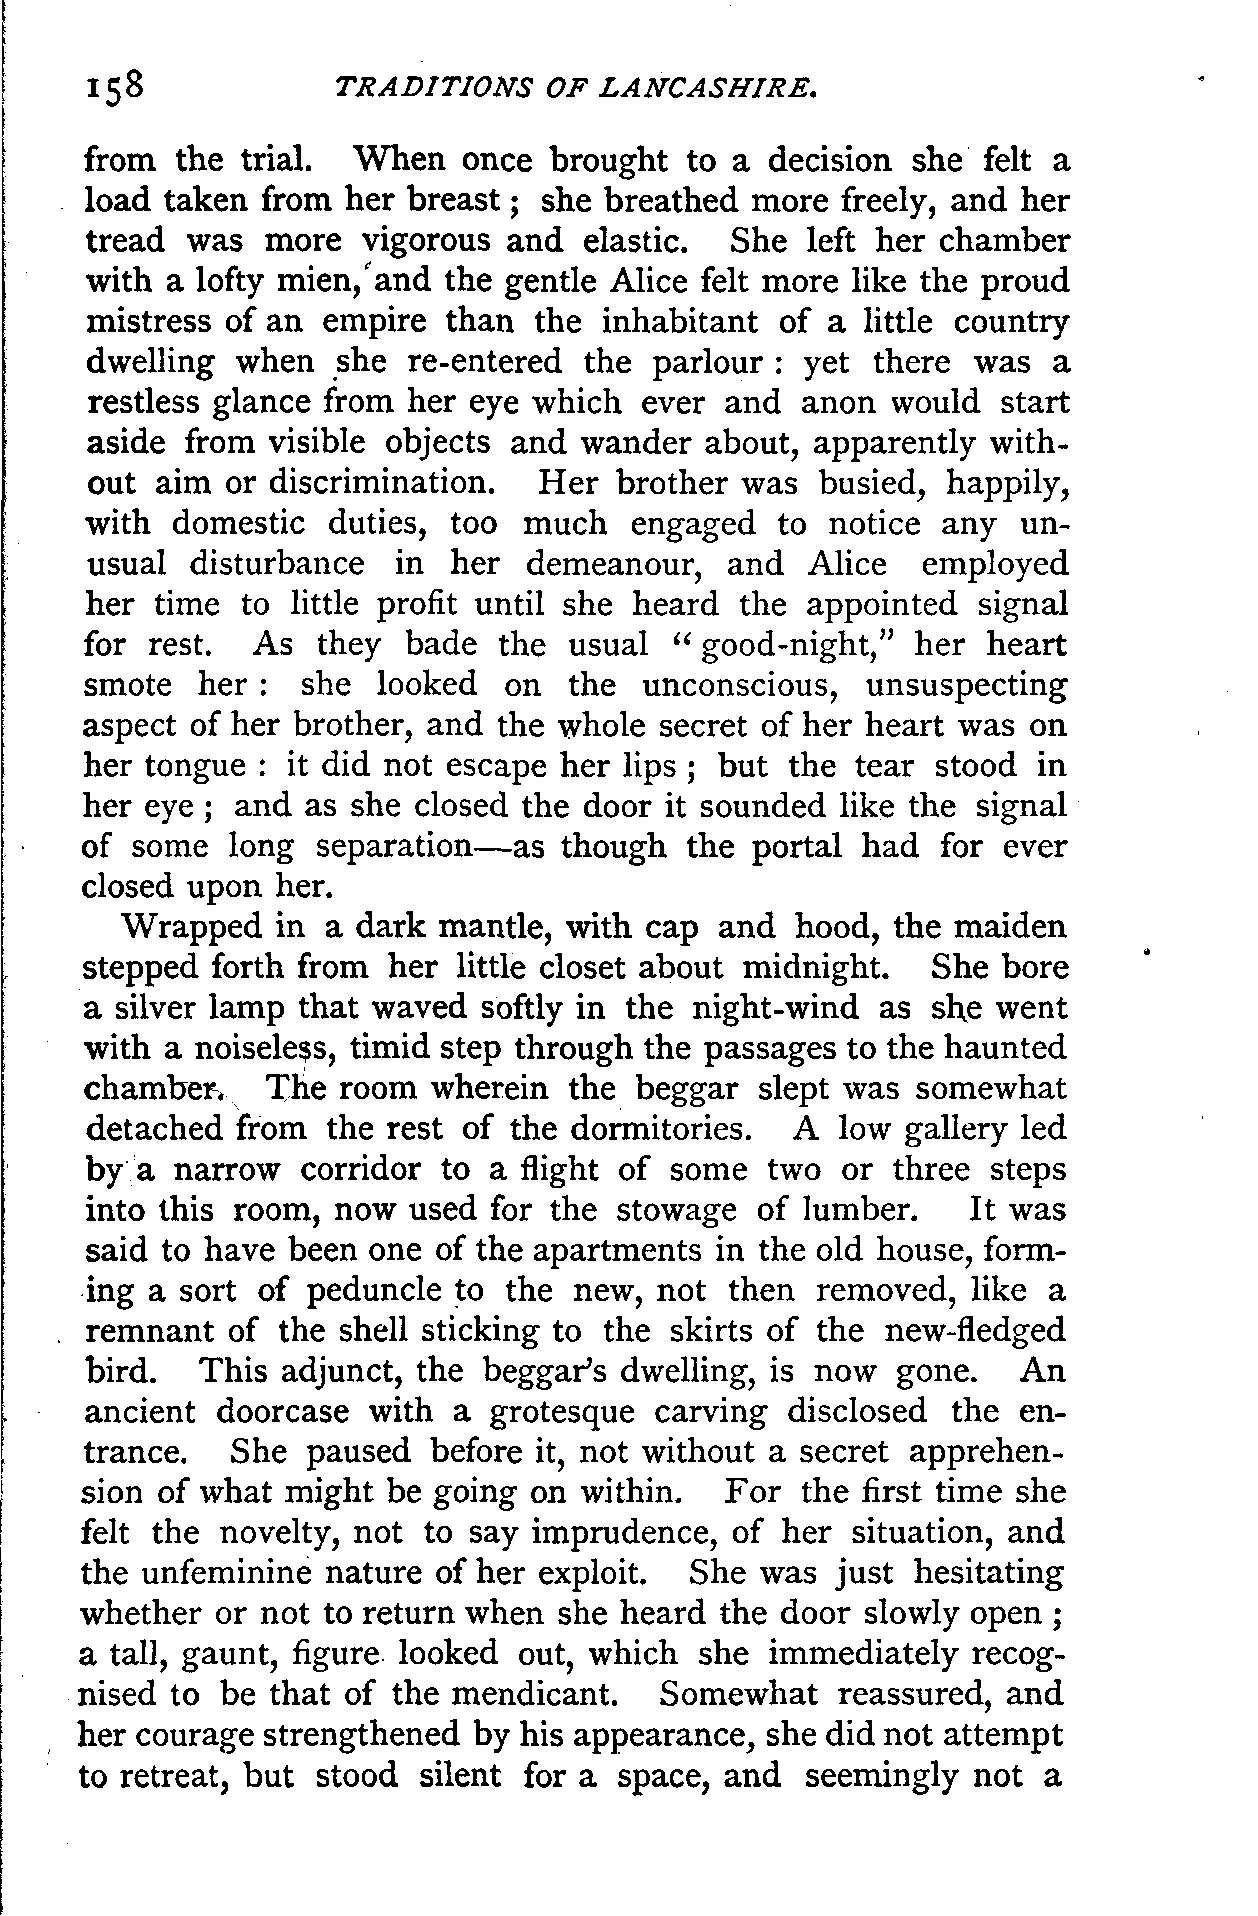 158 TRADITIONS OF LANCASHIRE.
from the trial. When once brought to a decision she felt a
load taken from her breast ; she breathed more freely, and her
tread was more vigorous and elastic. She left her chamber
with a lofty mien, and the gentle Alice felt more like the proud
mistress of an empire than the inhabitant of a little country
dwelling when she re-entered the parlour : yet there was a
restless glance from her eye which ever and anon would start
aside from visible objects and wander about, apparently with-
out aim or discrimination. Her brother was busied, happily,
with domestic duties, too much engaged to notice any un-
usual disturbance in her demeanour, and Alice employed
her time to little profit until she heard the appointed signal
for rest. As they bade the usual “ good-night,” her heart
smote her : she looked on the unconscious, unsuspecting
aspect of her brother, and the whole secret of her heart was on
her tongue : it did not escape her lips ; but the tear stood in
her eye ; and as she closed the door it sounded like the signal
of some long separation—as though the portal had for ever
closed upon her.
Wrapped in a dark mantle, with cap and hood, the maiden
stepped forth from her little closet about midnight. She bore
a silver lamp that waved softly in the night-wind as she went
with a noiseless, timid step through the passages to the haunted
chamber. The room wherein the beggar slept was somewhat
detached from the rest of the dormitories. A low gallery led
by a narrow corridor to a flight of some two or three steps
into this room, now used for the stowage of lumber. It was
said to have been one of the apartments in the old house, form-
ing a sort of peduncle to the new, not then removed, like a
remnant of the shell sticking to the skirts of the new-fledged
bird. This adjunct, the beggar’s dwelling, is now gone. An
ancient doorcase with a grotesque carving disclosed the en-
trance. She paused before it, not without a secret apprehen-
sion of what might be going on within. For the first time she
felt the novelty, not to say imprudence, of her situation, and
the unfeminine nature of her exploit. She was just hesitating
whether or not to return when she heard the door slowly open ;
a tall, gaunt, figure looked out, which she immediately recog-
nised to be that of the mendicant. Somewhat reassured, and
her courage strengthened by his appearance, she did not attempt
to retreat, but stood silent for a space, and seemingly not a